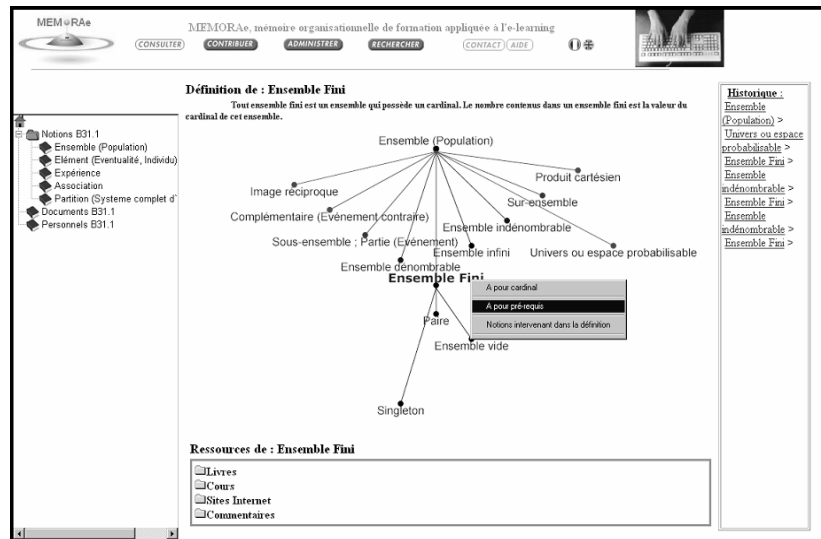 MEMORAe
MEMORAe, mémoire organisationnelle de formation appliquée à l'e-learning
CONSULTER CONTRIBUER ADMINISTRER RECHERCHER CONTACT AIDE
Définition de : Ensemble Fini
Tout ensemble fini est un ensemble qui possède un cardinal. Le nombre contenus dans un ensemble fini est la valeur du
cardinal de cet ensemble.
Notions B31.1
Ensemble (Population)
Elément (Eventualité, Individu)
Expérience
Association
Partition (Systeme complet d'
Documents B31.1
Personnels B31.1
Ensemble (Population)
Produit cartésien
Image réciproque
Sur-ensemble
Complémentaire (Evénement contraire)
Ensemble indénombrable
Sous-ensemble ; Partie (Evénement)
Ensemble infini
Univers ou espace probabilisable
Ensemble dénombrable
Ensemble Fini
A pour cardinal
A pour pré-requis
Notions intervenant dans la définition
Paire
Ensemble vide
Singleton
Ressources de : Ensemble Fini
Livres
Cours
Sites Internet
Commentaires
Historique :
Ensemble
(Population) >
Univers ou espace
probabilisable >
Ensemble Fini >
Ensemble
indénombrable >
Ensemble Fini >
Ensemble
indénombrable >
Ensemble Fini >